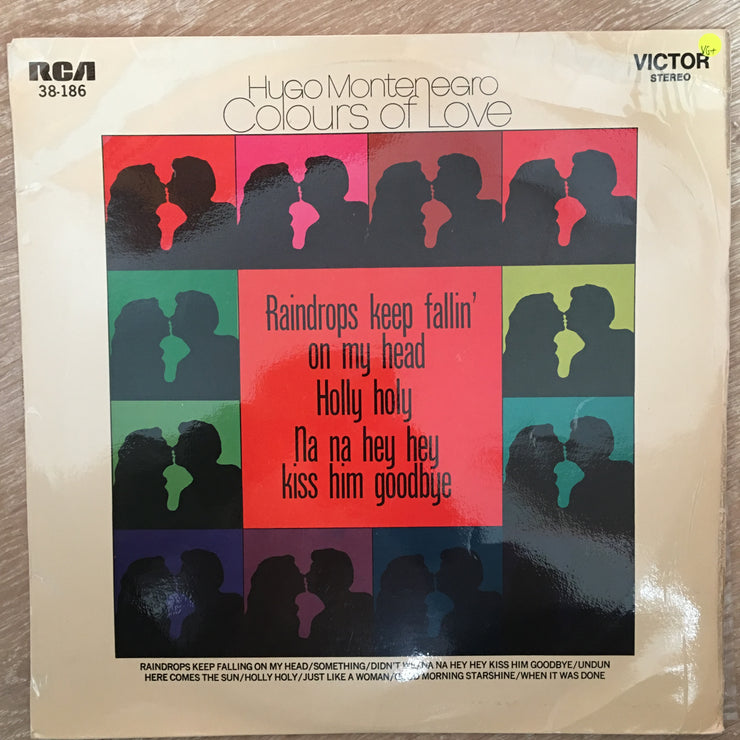 RCA
38-186
VG+
VICTOR
STEREO
Hugo Montenegro
Colours of Love
Raindrops keep fallin'
on my head
Holly holy
Na na hey hey
kiss him goodbye
RAINDROPS KEEP FALLING ON MY HEAD/SOMETHING/DIDN'T WE/NA NA HEY HEY KISS HIM GOODBYE/UNDUN
HERE COMES THE SUN/HOLLY HOLY/JUST LIKE A WOMAN/GOOD MORNING STARSHINE/WHEN IT WAS DONE